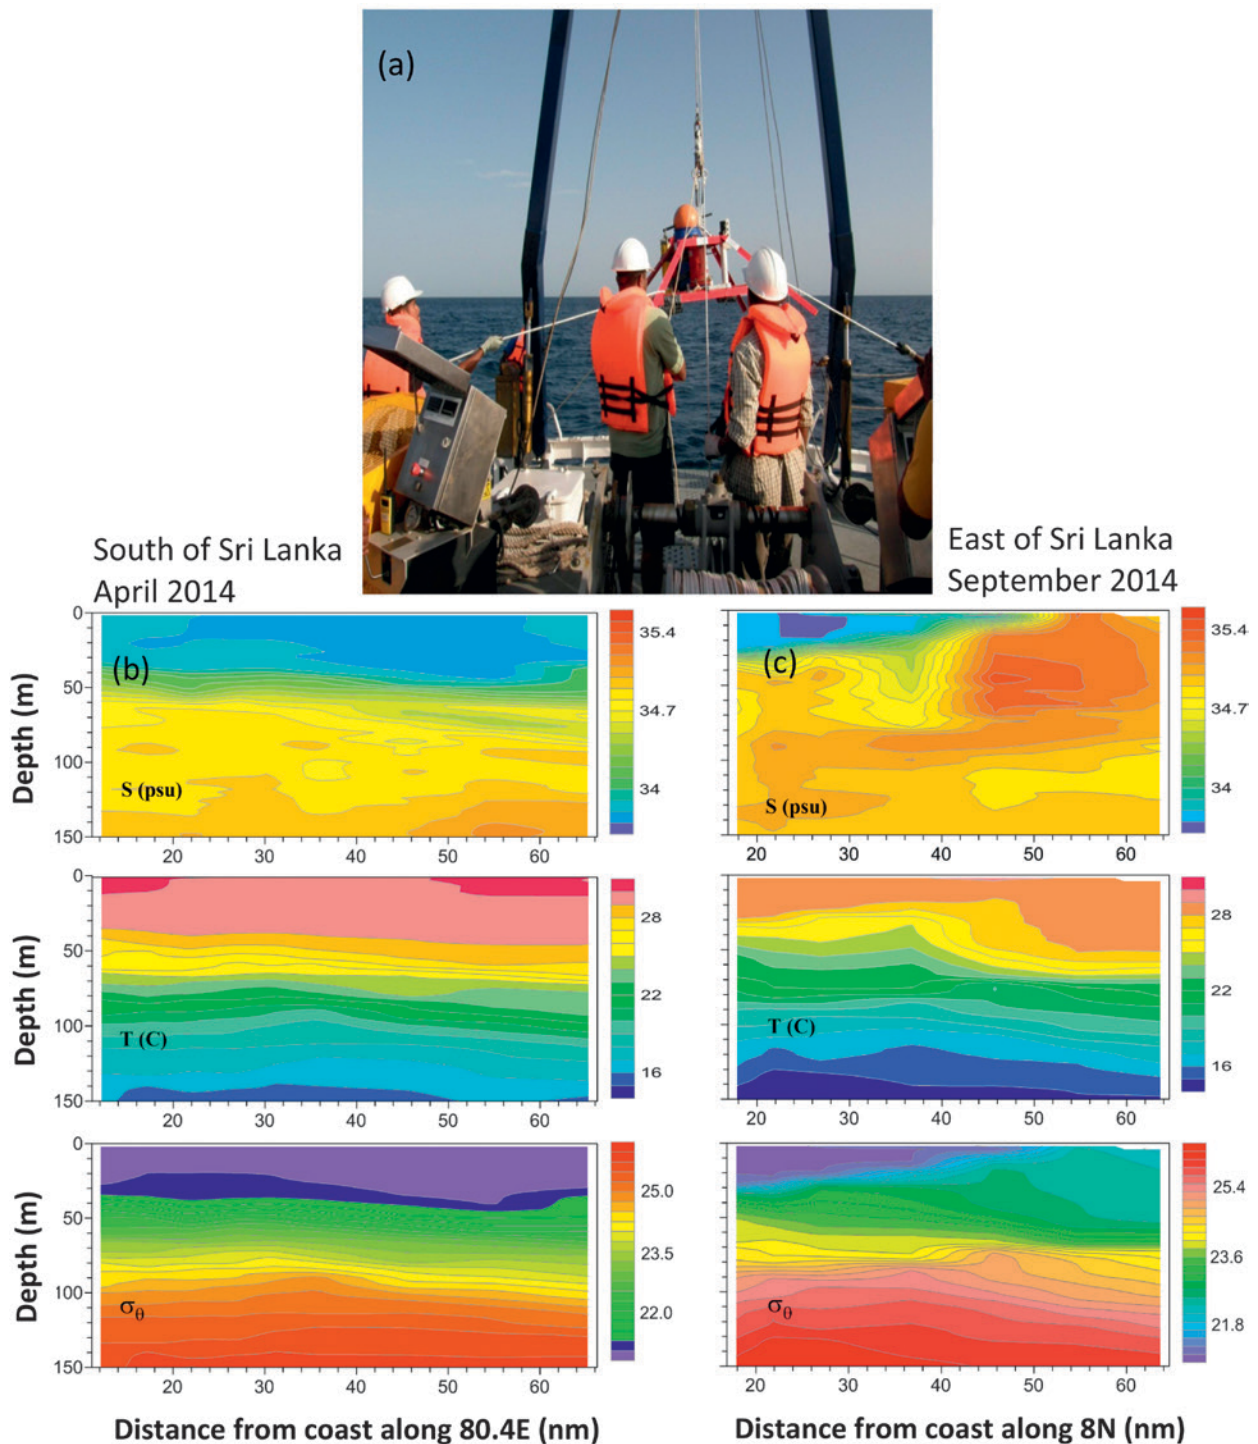 (a)
South of Sri Lanka
April 2014
East of Sri Lanka
September 2014
0
50
100
150
Depth (m)
(b)
S (psu)
20 30 40 50 60
35.4
34.7
34
(c)
S (psu)
20 30 40 50 60
35.4
34.7
34
0
50
100
150
Depth (m)
T (C)
20 30 40 50 60
28
22
16
T (C)
20 30 40 50 60
28
22
16
0
50
100
150
Depth (m)
σθ
20 30 40 50 60
25.0
23.5
22.0
σθ
20 30 40 50 60
25.4
23.6
21.8
Distance from coast along 80.4E (nm)
Distance from coast along 8N (nm)